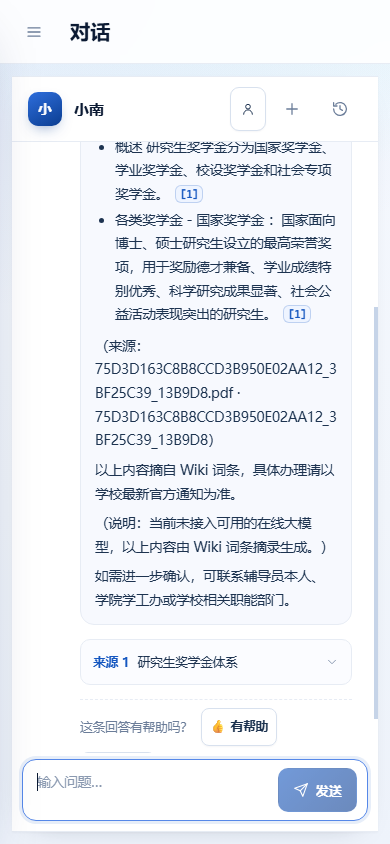 对话
小 小南
• 概述 研究生奖学金分为国家奖学金、
学业奖学金、校设奖学金和社会专项
奖学金。 [1]
• 各类奖学金 - 国家奖学金 ：国家面向
博士、硕士研究生设立的最高荣誉奖
项，用于奖励德才兼备、学业成绩特
别优秀、科学研究成果显著、社会公
益活动表现突出的研究生。 [1]
（来源：
75D3D163C8B8CCD3B950E02AA12_3
BF25C39_13B9D8.pdf ·
75D3D163C8B8CCD3B950E02AA12_3
BF25C39_13B9D8）
以上内容摘自 Wiki 词条，具体办理请以
学校最新官方通知为准。
（说明：当前未接入可用的在线大模
型，以上内容由 Wiki 词条摘录生成。）
如需进一步确认，可联系辅导员本人、
学院学工办或学校相关职能部门。
来源 1 研究生奖学金体系
这条回答有帮助吗？ 👍 有帮助
输入问题...
发送